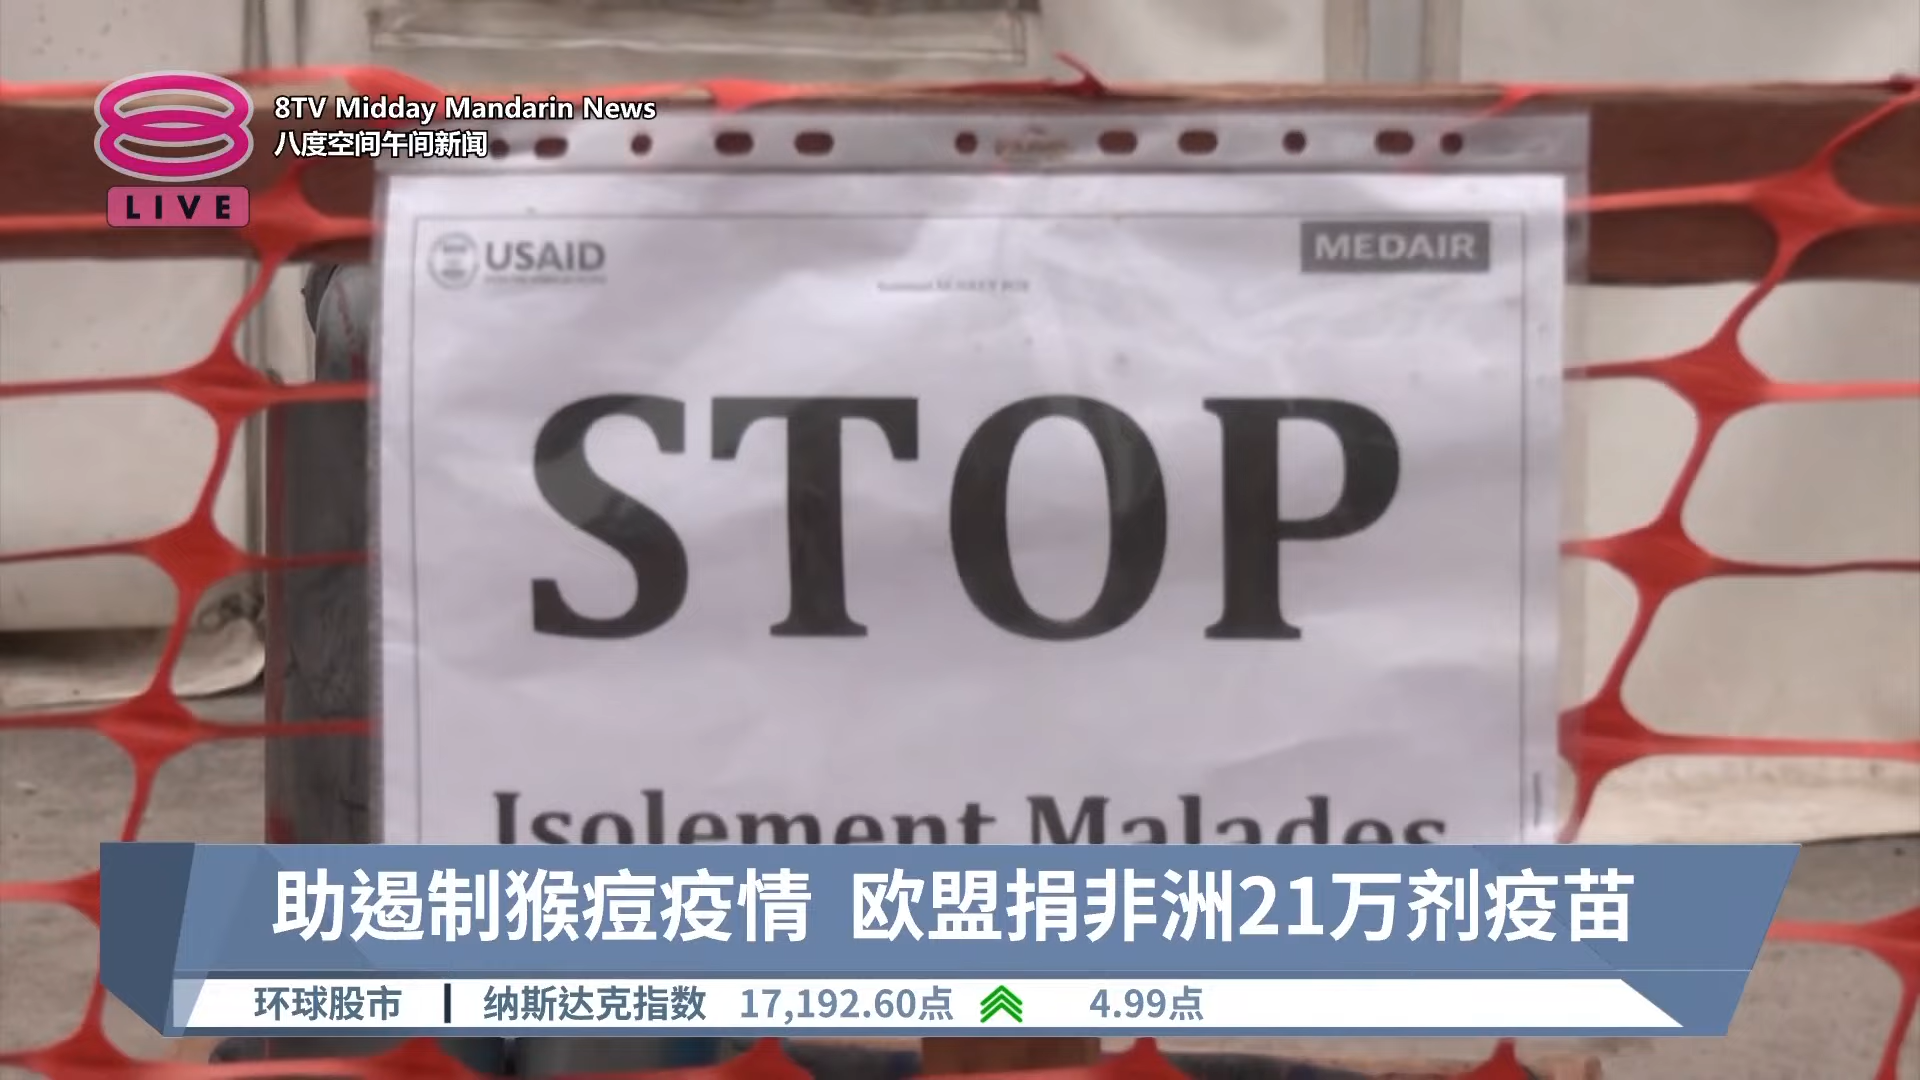 8TV Midday Mandarin News
八度空间午间新闻
LIVE
USAID
MEDAIR
STOP
Isolement Malades
助遏制猴痘疫情 欧盟捐非洲21万剂疫苗
环球股市 | 纳斯达克指数 17,192.60点 4.99点